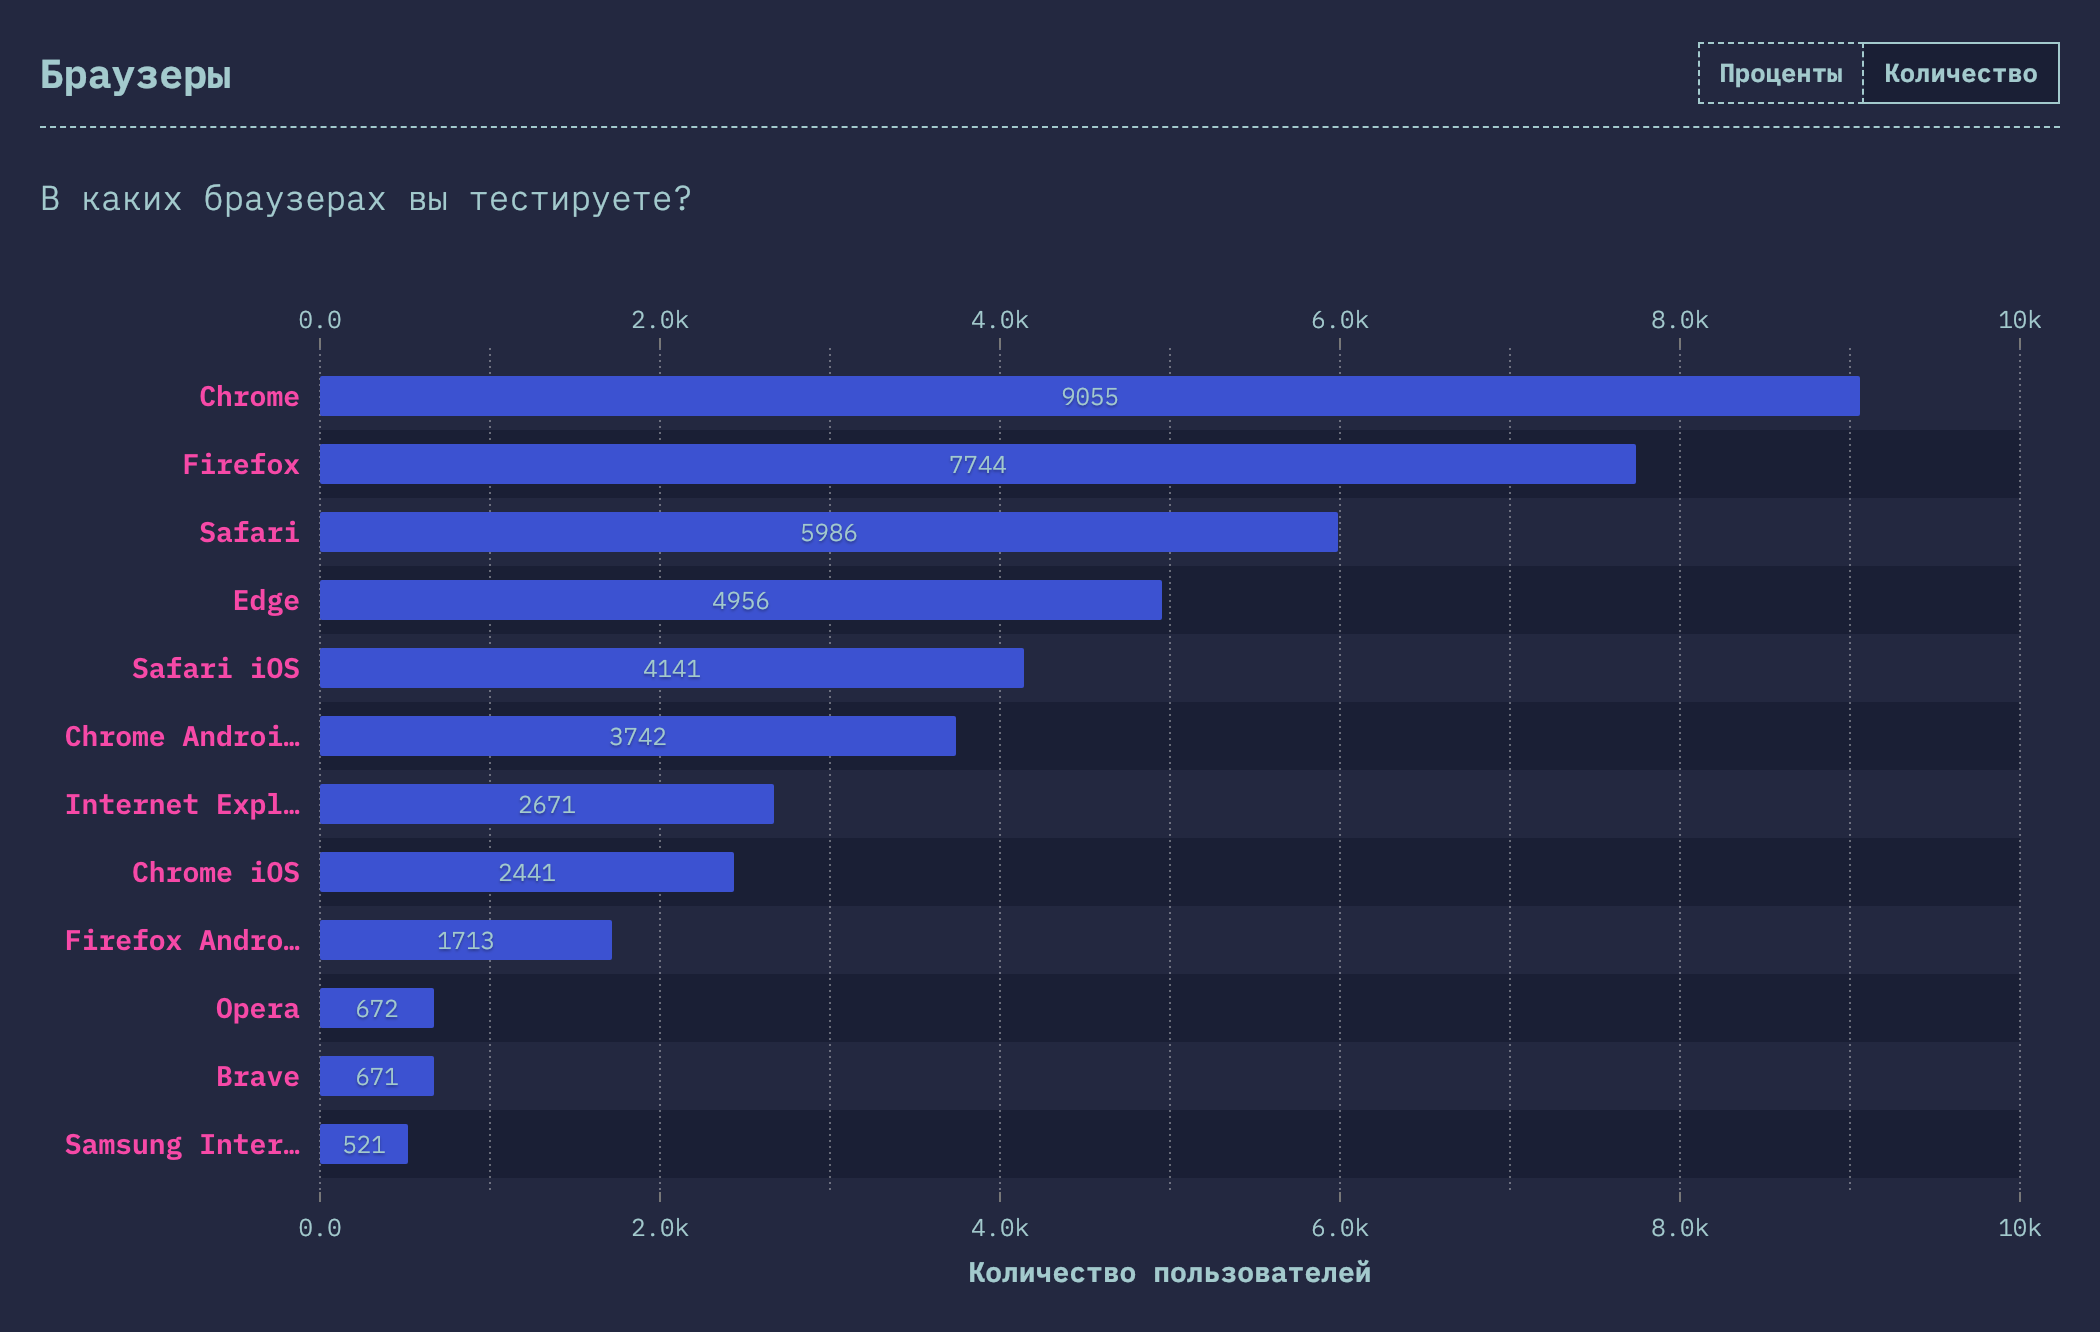 Браузеры
Проценты Количество
В каких браузерах вы тестируете?
0.0 2.0k 4.0k 6.0k 8.0k 10k
Chrome 9055
Firefox 7744
Safari 5986
Edge 4956
Safari iOS 4141
Chrome Androi… 3742
Internet Expl… 2671
Chrome iOS 2441
Firefox Andro… 1713
Opera 672
Brave 671
Samsung Inter… 521
0.0 2.0k 4.0k 6.0k 8.0k 10k
Количество пользователей